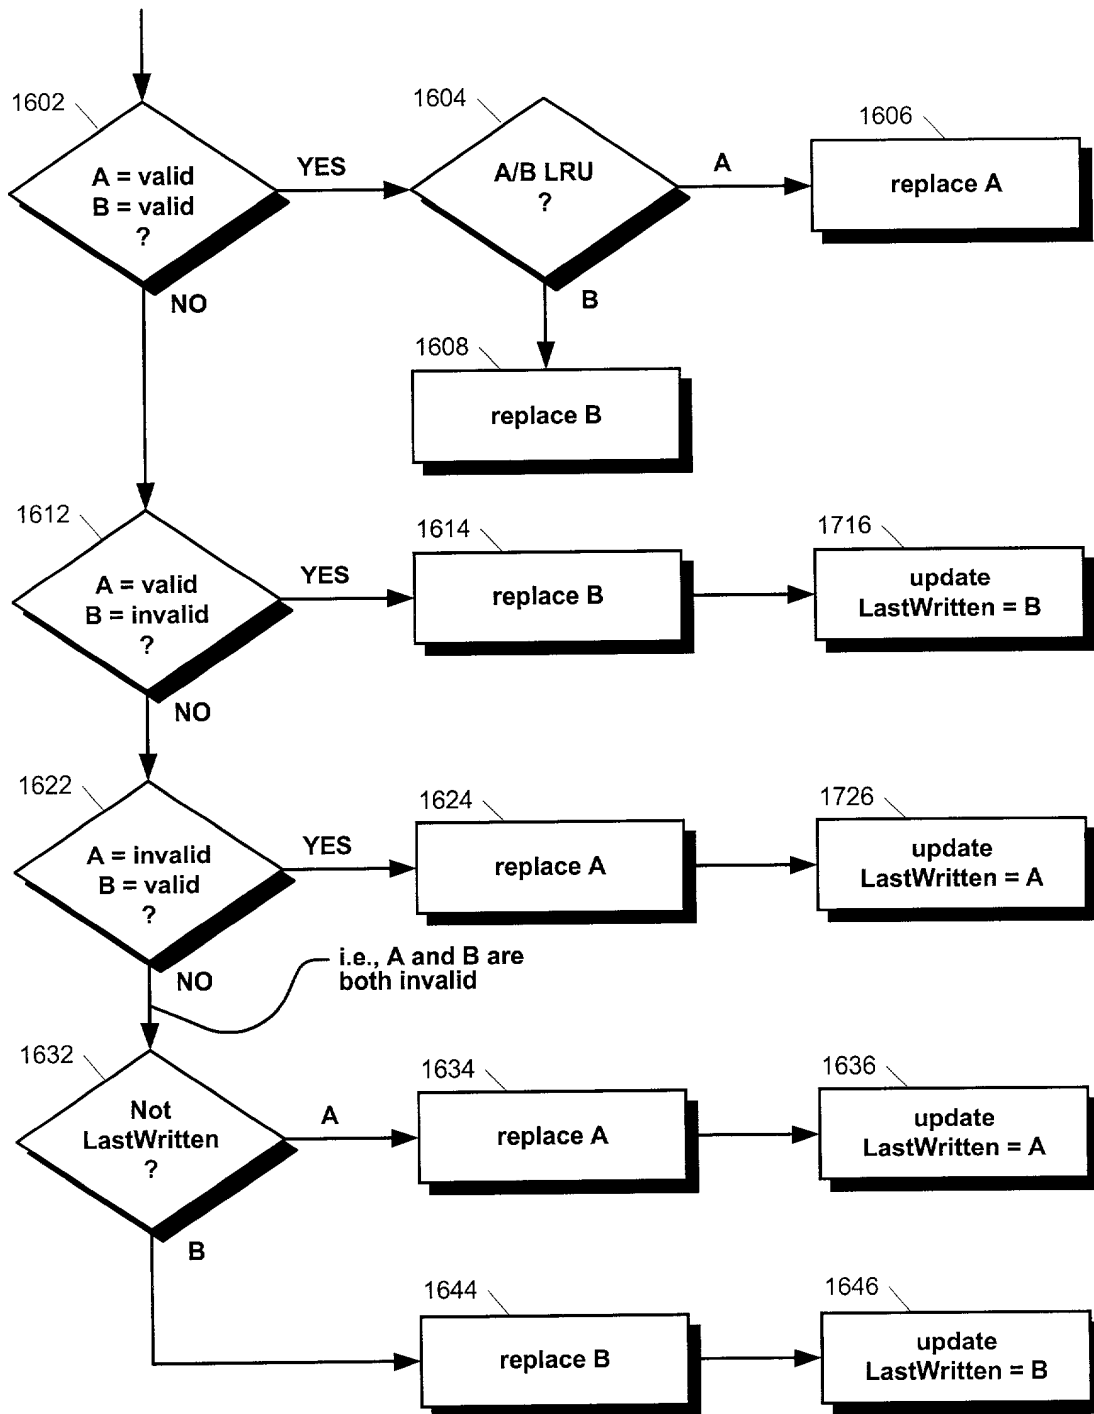 1602
A = valid
B = valid
?
YES
NO
1604
A/B LRU
?
A
B
1606
replace A
1608
replace B
1612
A = valid
B = invalid
?
YES
NO
1614
replace B
1716
update
LastWritten = B
1622
A = invalid
B = valid
?
YES
NO
1624
replace A
1726
update
LastWritten = A
i.e., A and B are
both invalid
1632
Not
LastWritten
?
A
B
1634
replace A
1636
update
LastWritten = A
1644
replace B
1646
update
LastWritten = B